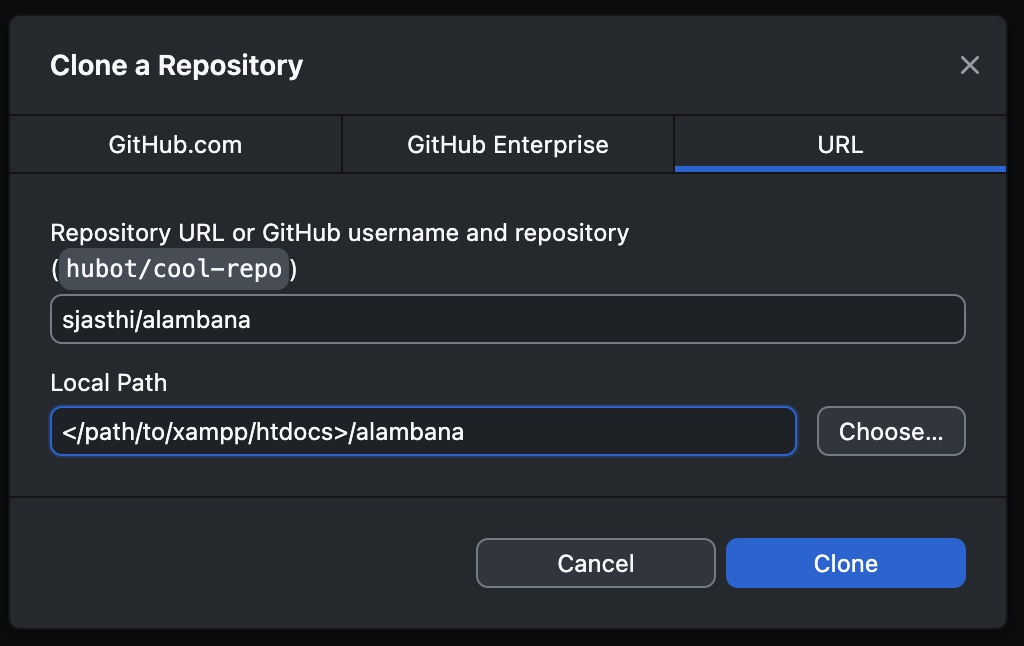 Clone a Repository
GitHub.com
GitHub Enterprise
URL
Repository URL or GitHub username and repository
(hubot/cool-repo)
sjasthi/alambana
Local Path
</path/to/xampp/htdocs>/alambana
Choose...
Cancel
Clone